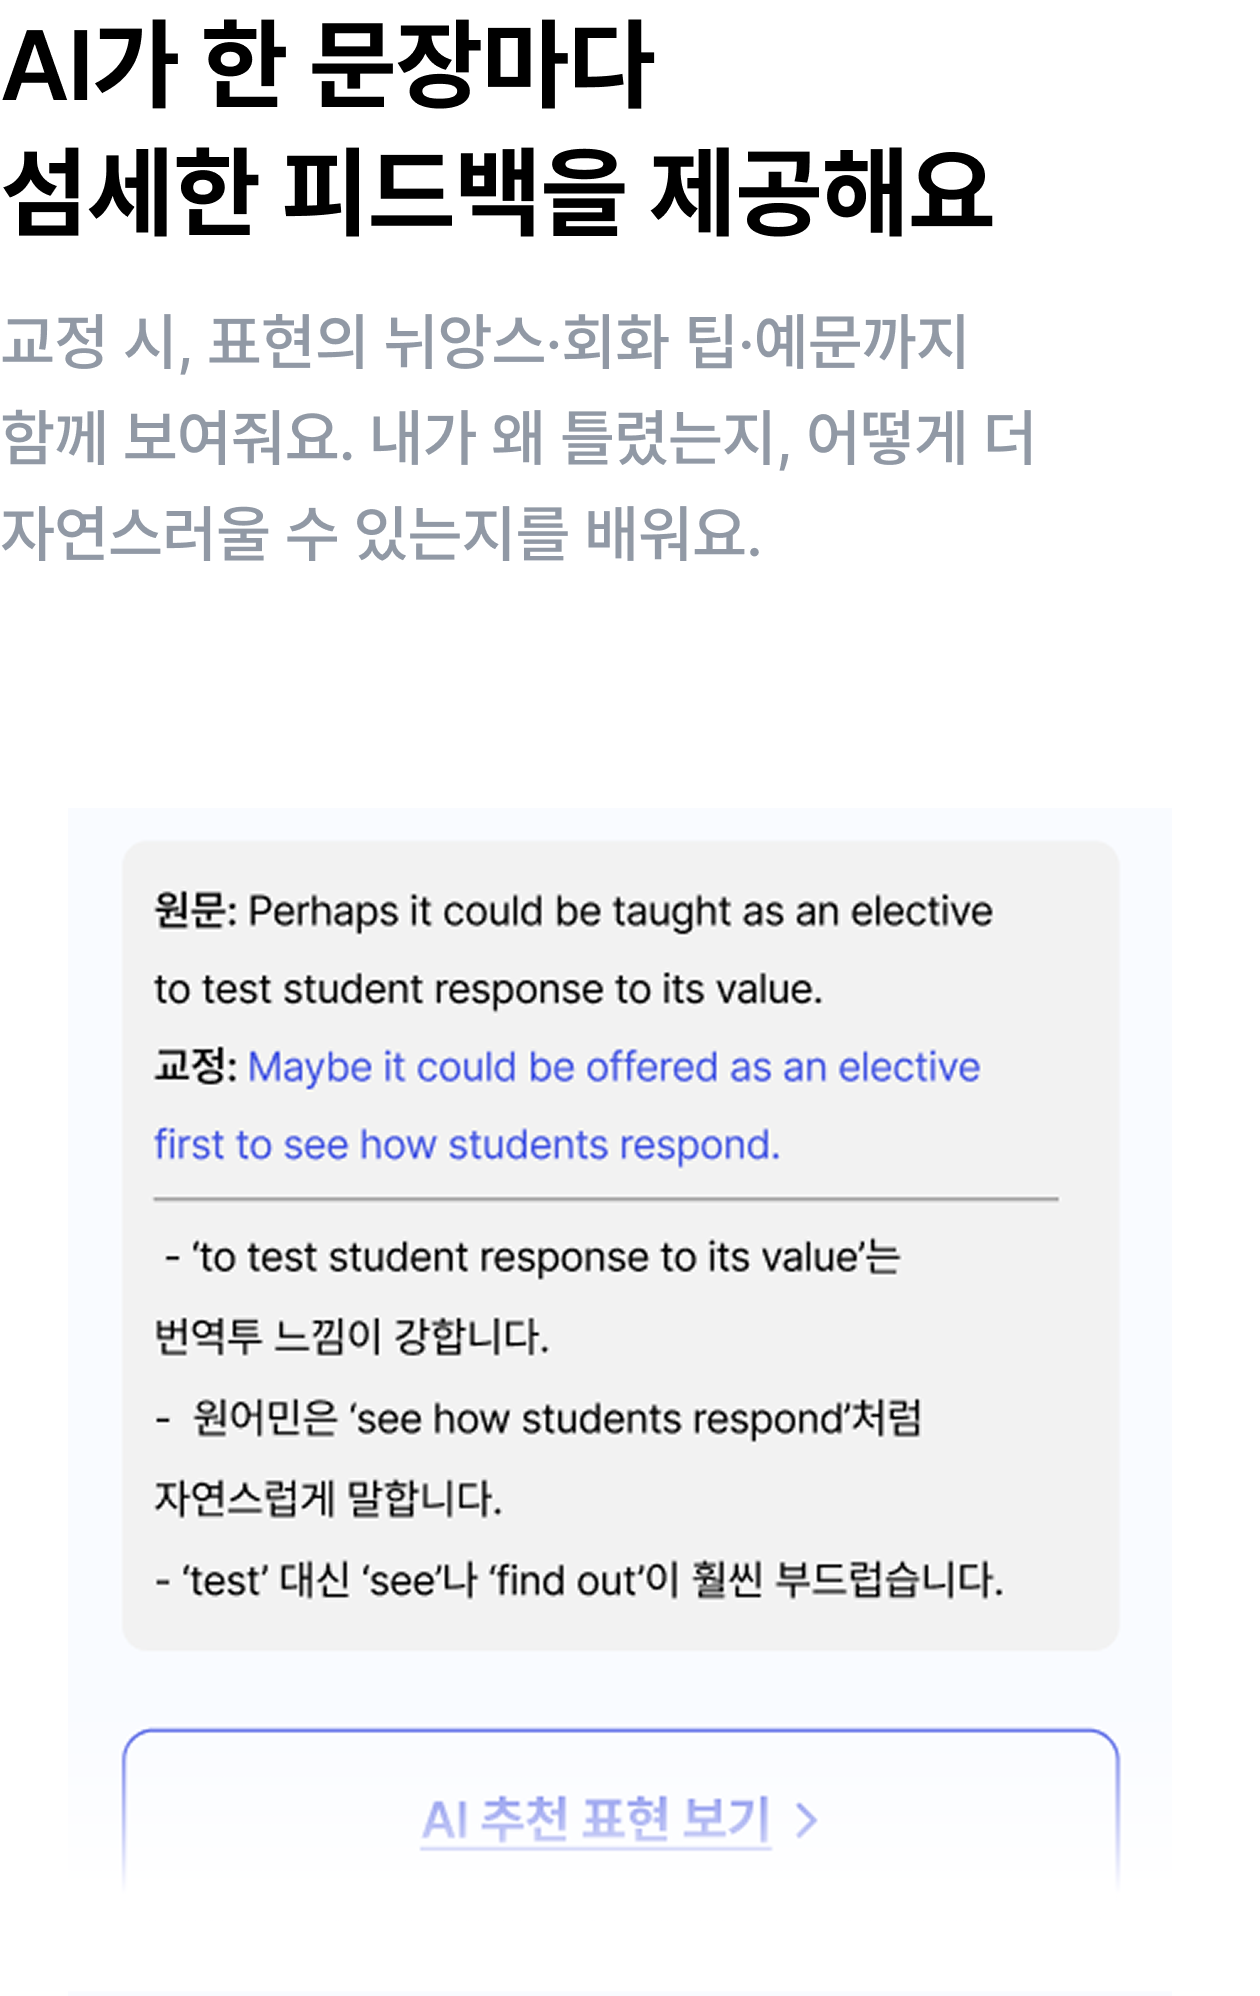 AI가 한 문장마다
섬세한 피드백을 제공해요
교정 시, 표현의 뉘앙스·회화 팁·예문까지
함께 보여줘요. 내가 왜 틀렸는지, 어떻게 더
자연스러울 수 있는지를 배워요.
원문: Perhaps it could be taught as an elective
to test student response to its value.
교정: Maybe it could be offered as an elective
first to see how students respond.
- ‘to test student response to its value’는
번역투 느낌이 강합니다.
- 원어민은 ‘see how students respond’처럼
자연스럽게 말합니다.
- ‘test’ 대신 ‘see’나 ‘find out’이 훨씬 부드럽습니다.
AI 추천 표현 보기 >